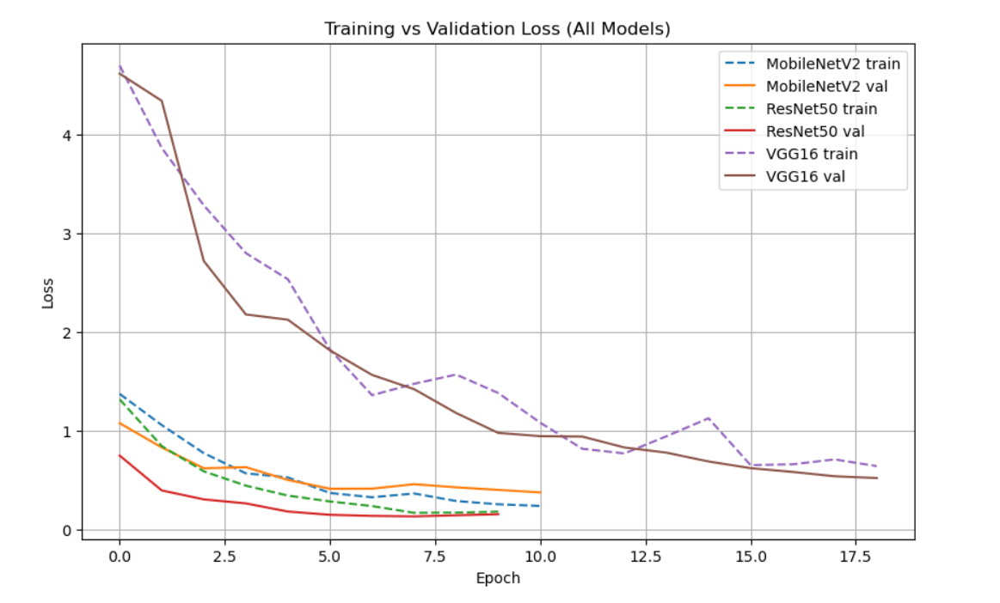 Training vs Validation Loss (All Models)
MobileNetV2 train
MobileNetV2 val
ResNet50 train
ResNet50 val
VGG16 train
VGG16 val
Loss
4
3
2
1
0
0.0 2.5 5.0 7.5 10.0 12.5 15.0 17.5
Epoch